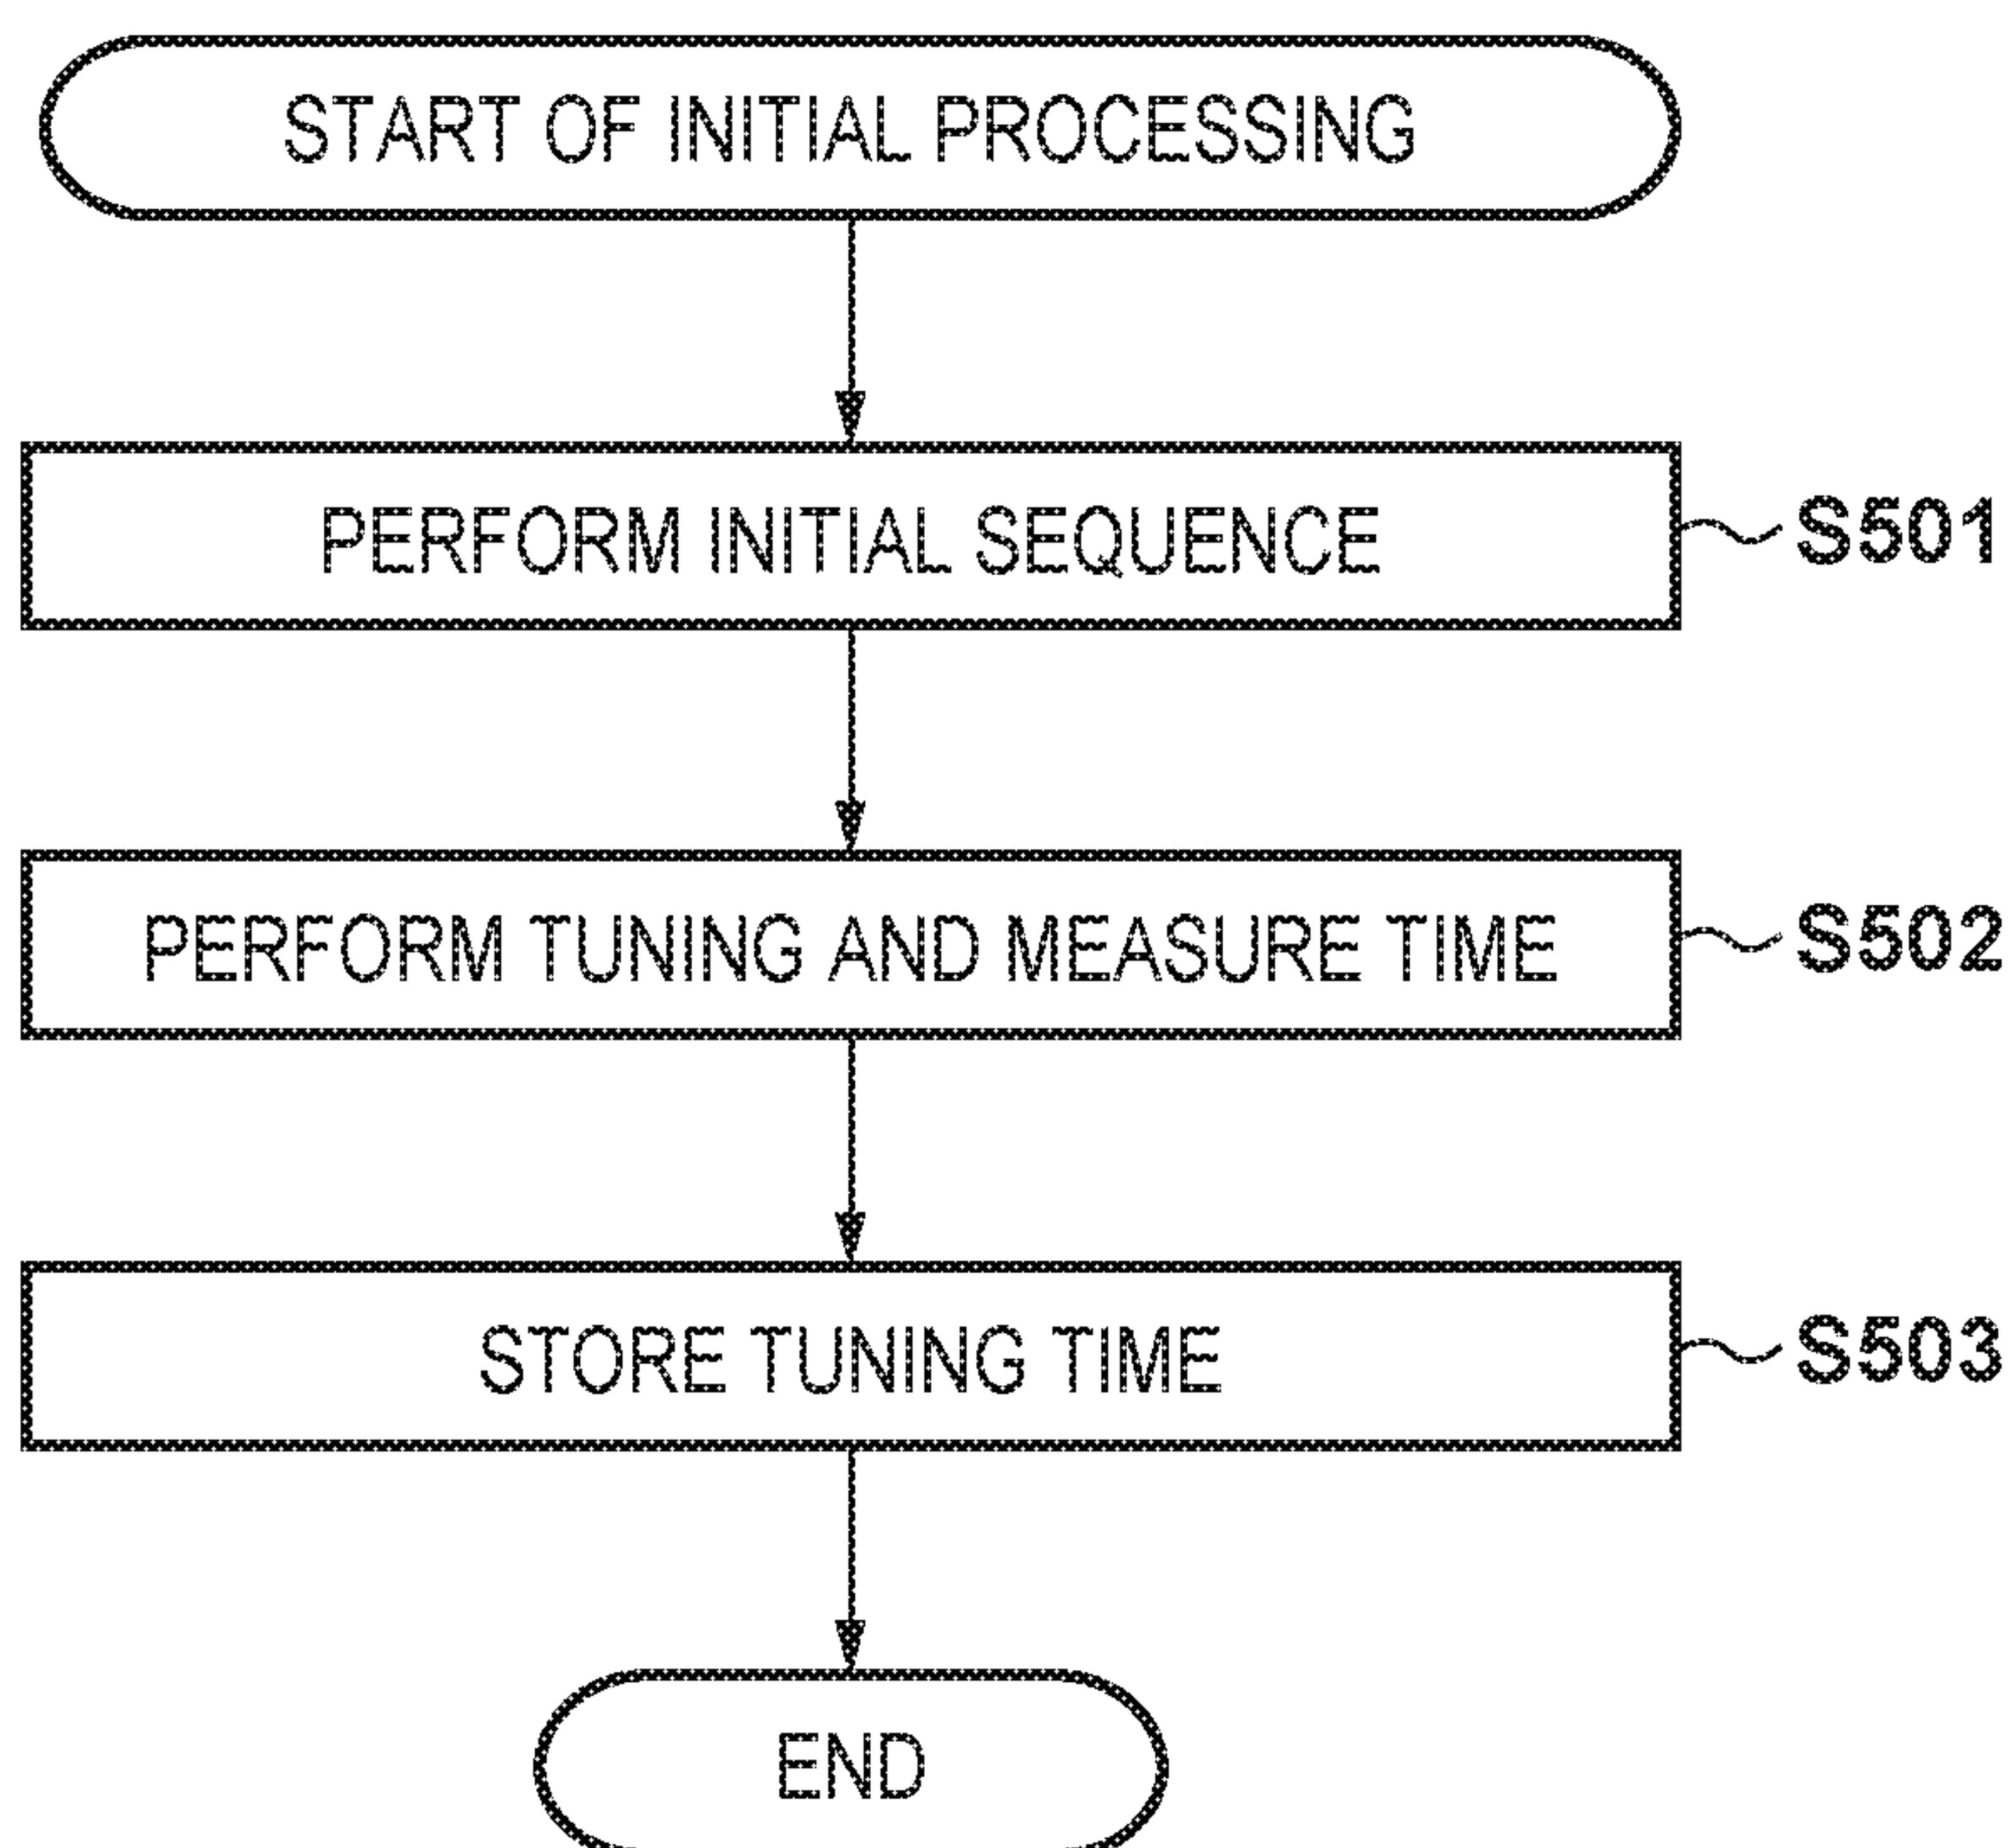 START OF INITIAL PROCESSING
PERFORM INITIAL SEQUENCE
S501
PERFORM TUNING AND MEASURE TIME
S502
STORE TUNING TIME
S503
END